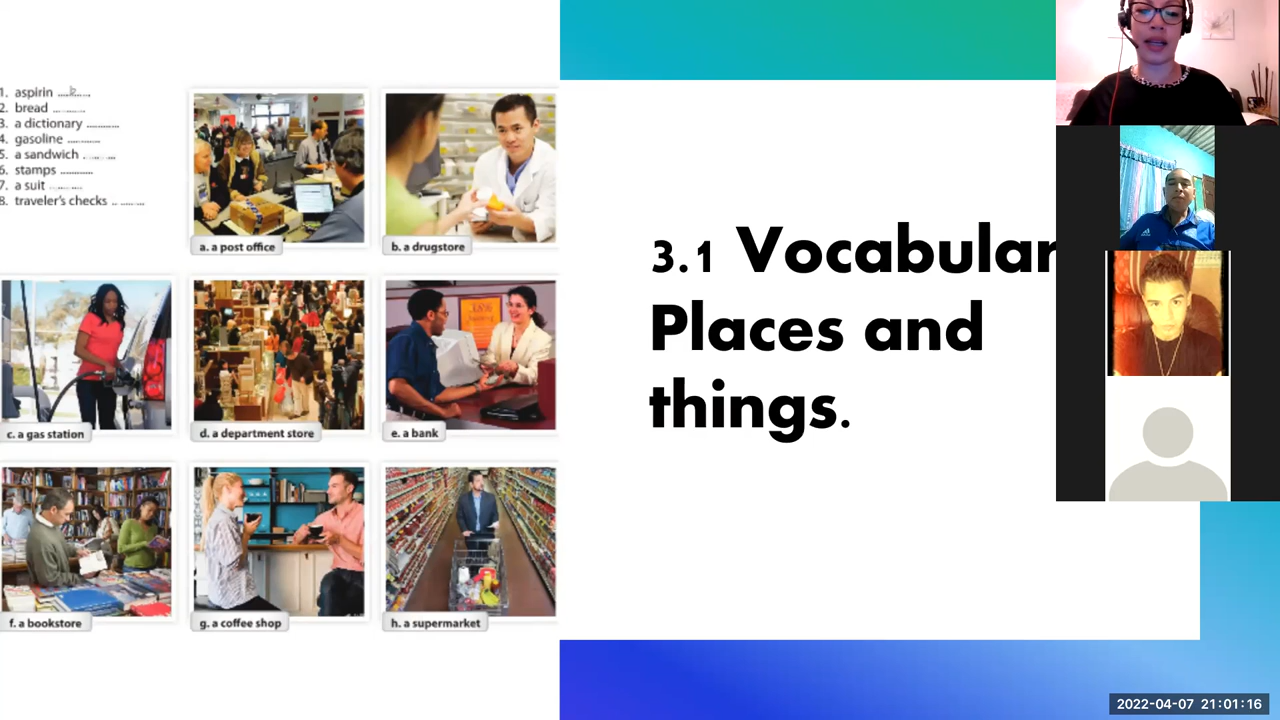 1. aspirin ............
2. bread ............
3. a dictionary ............
4. gasoline ............
5. a sandwich ............
6. stamps ............
7. a suit ............
8. traveler's checks ............
a. a post office
b. a drugstore
c. a gas station
d. a department store
e. a bank
f. a bookstore
g. a coffee shop
h. a supermarket
3.1 Vocabular
Places and
things.
2022-04-07 21:01:16